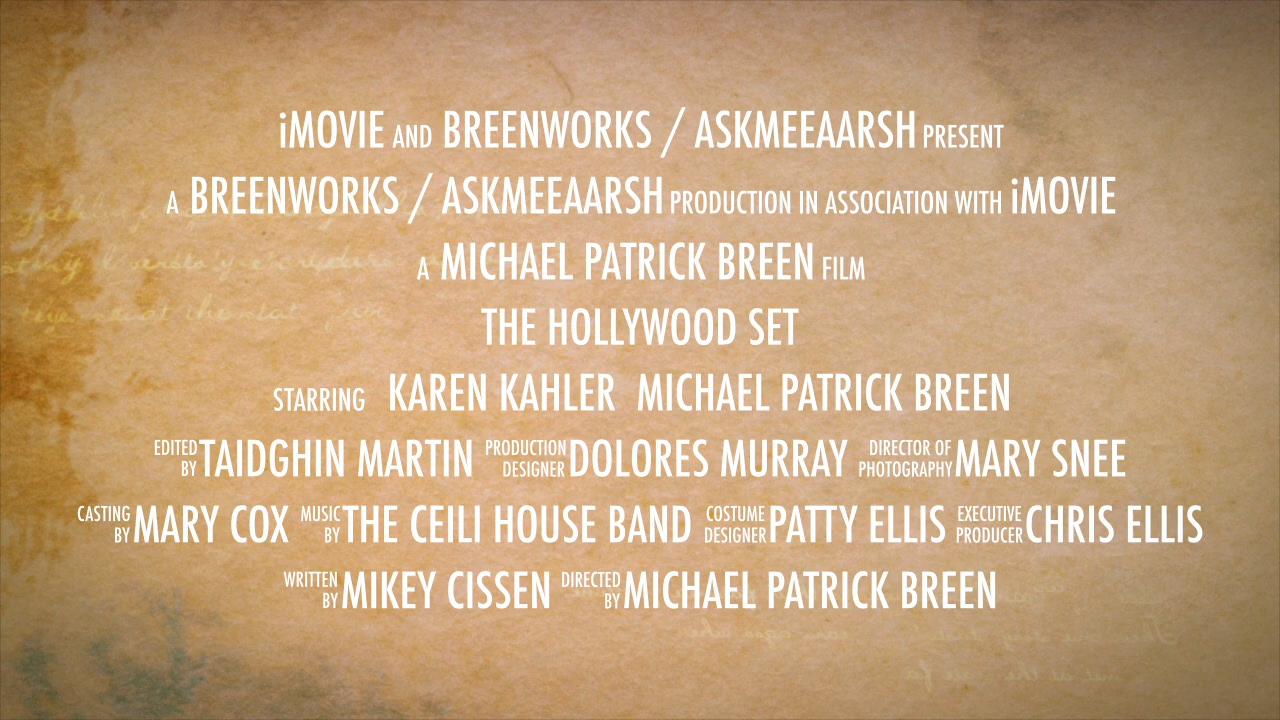 iMOVIE AND BREENWORKS / ASKMEEAARSH PRESENT
A BREENWORKS / ASKMEEAARSH PRODUCTION IN ASSOCIATION WITH iMOVIE
A MICHAEL PATRICK BREEN FILM
THE HOLLYWOOD SET
STARRING KAREN KAHLER MICHAEL PATRICK BREEN
EDITED BY TAIDGHIN MARTIN PRODUCTION DESIGNER DOLORES MURRAY DIRECTOR OF PHOTOGRAPHY MARY SNEE
CASTING BY MARY COX MUSIC BY THE CEILI HOUSE BAND COSTUME DESIGNER PATTY ELLIS EXECUTIVE PRODUCER CHRIS ELLIS
WRITTEN BY MIKEY CISSEN DIRECTED BY MICHAEL PATRICK BREEN